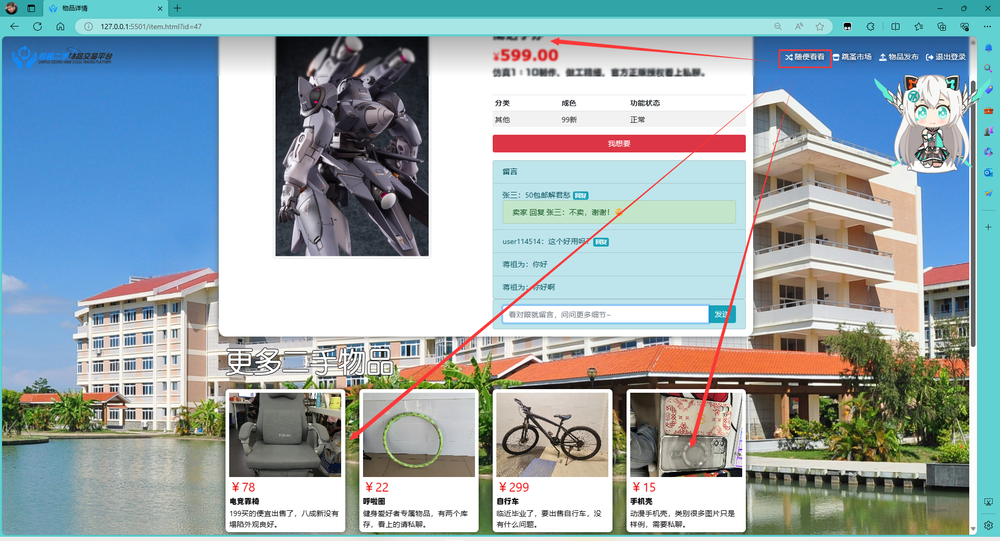 物品详情
127.0.0.1:5501/item.html?id=47
校园二手物品交易平台
CAMPUS SECOND-HAND GOODS TRADING PLATFORM
随便看看
跳蚤市场
物品发布
退出登录
¥599.00
仿真1:10制作，做工精细，官方正版授权看上私聊。
分类 成色 功能状态
其他 99新 正常
我想要
留言
张三：50包邮解君愁 回复
卖家 回复 张三：不卖，谢谢！
user114514：这个好用吗？ 回复
蒋祖为：你好
蒋祖为：你好啊
看对眼就留言，问问更多细节~
发送
更多二手物品
PChouse
￥78
电竞靠椅
199买的便宜出售了，八成新没有
塌陷外观良好。
￥22
呼啦圈
健身爱好者专属物品，有两个库
存，看上的请私聊。
￥299
自行车
临近毕业了，要出售自行车，没
有什么问题。
￥15
手机壳
动漫手机壳，类别很多图片只是
样例，需要私聊。